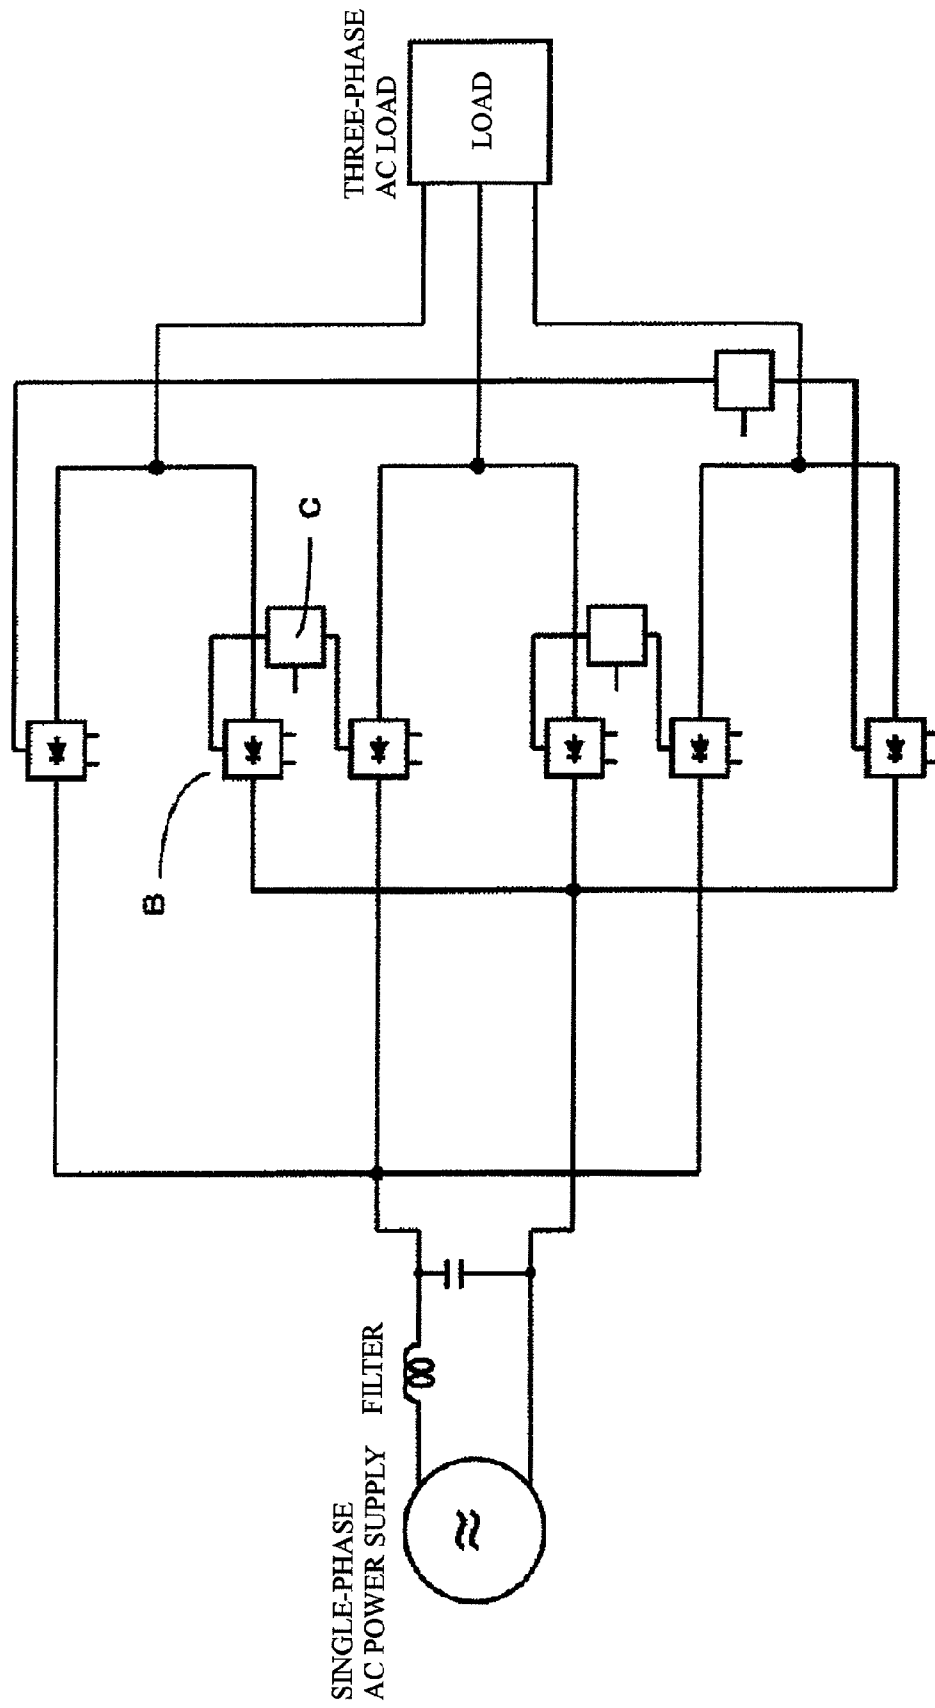 SINGLE-PHASE
AC POWER SUPPLY
FILTER
B
C
THREE-PHASE
AC LOAD
LOAD